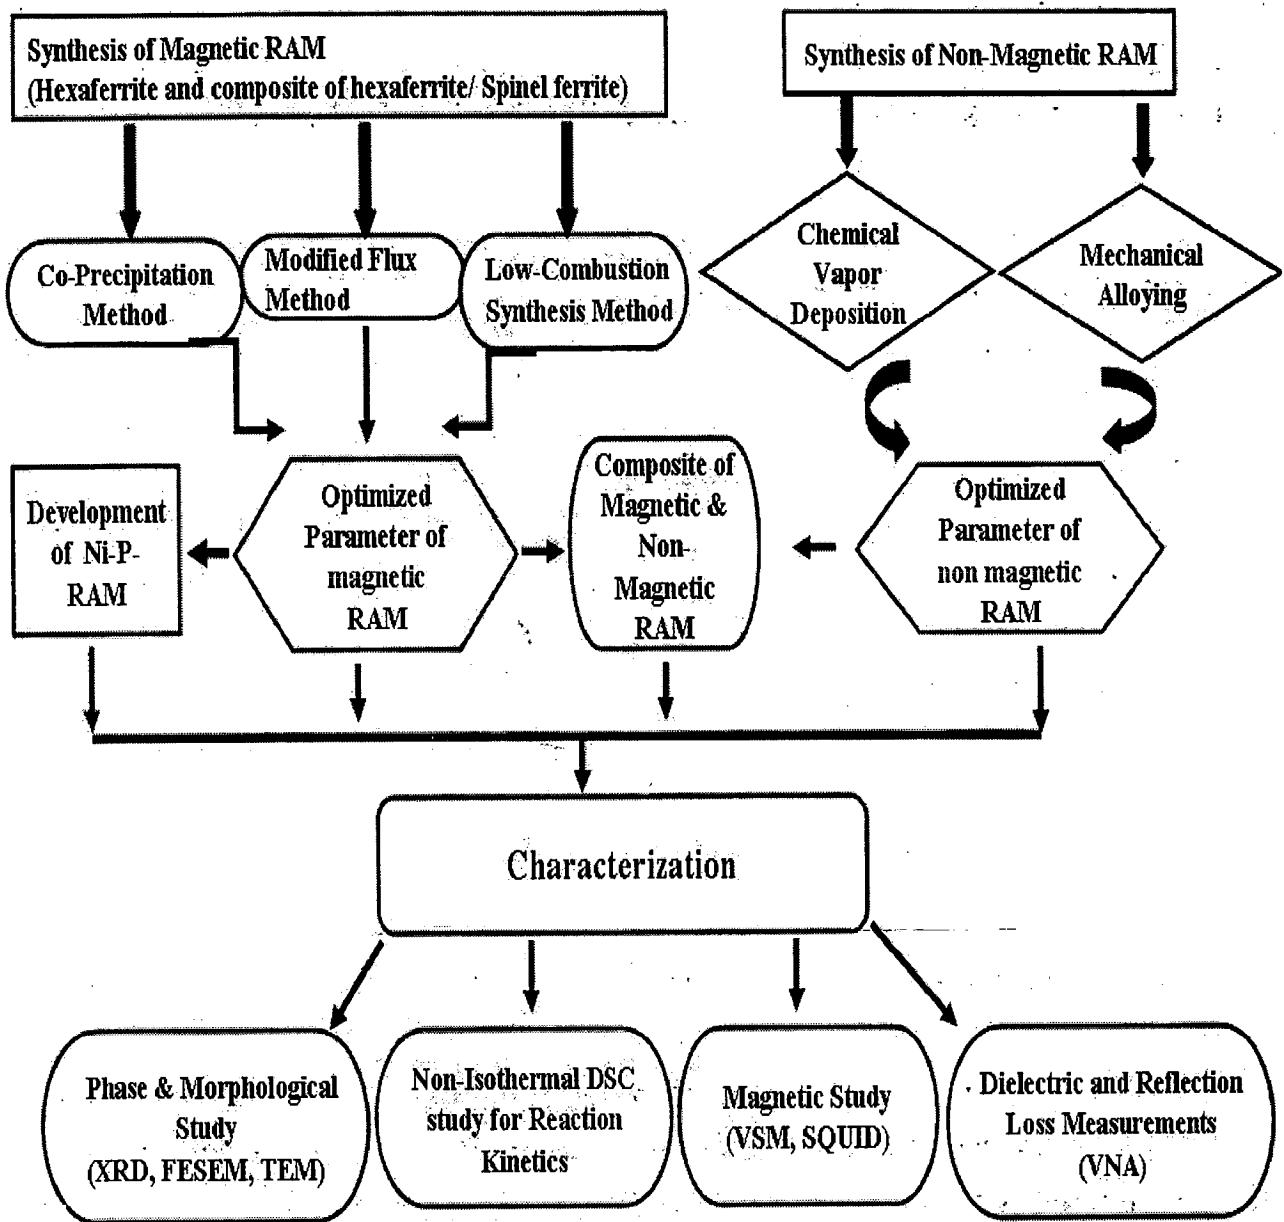 Synthesis of Magnetic RAM
(Hexaferrite and composite of hexaferrite/ Spinel ferrite)
Synthesis of Non-Magnetic RAM
Co-Precipitation
Method
Modified Flux
Method
Low-Combustion
Synthesis Method
Chemical
Vapor
Deposition
Mechanical
Alloying
Development
of Ni-P-
RAM
Optimized
Parameter of
magnetic
RAM
Composite of
Magnetic &
Non-
Magnetic
RAM
Optimized
Parameter of
non magnetic
RAM
Characterization
Phase & Morphological
Study
(XRD, FESEM, TEM)
Non-Isothermal DSC
study for Reaction
Kinetics
Magnetic Study
(VSM, SQUID)
Dielectric and Reflection
Loss Measurements
(VNA)